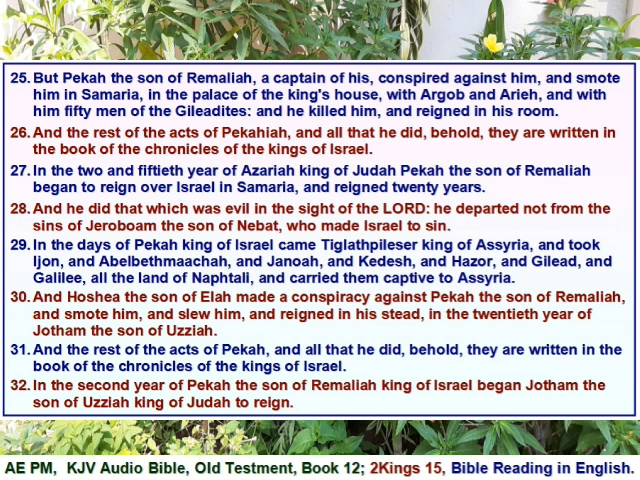 25. But Pekah the son of Remaliah, a captain of his, conspired against him, and smote
him in Samaria, in the palace of the king's house, with Argob and Arieh, and with
him fifty men of the Gileadites: and he killed him, and reigned in his room.
26. And the rest of the acts of Pekahiah, and all that he did, behold, they are written in
the book of the chronicles of the kings of Israel.
27. In the two and fiftieth year of Azariah king of Judah Pekah the son of Remaliah
began to reign over Israel in Samaria, and reigned twenty years.
28. And he did that which was evil in the sight of the LORD: he departed not from the
sins of Jeroboam the son of Nebat, who made Israel to sin.
29. In the days of Pekah king of Israel came Tiglathpileser king of Assyria, and took
Ijon, and Abelbethmaachah, and Janoah, and Kedesh, and Hazor, and Gilead, and
Galilee, all the land of Naphtali, and carried them captive to Assyria.
30. And Hoshea the son of Elah made a conspiracy against Pekah the son of Remaliah,
and smote him, and slew him, and reigned in his stead, in the twentieth year of
Jotham the son of Uzziah.
31. And the rest of the acts of Pekah, and all that he did, behold, they are written in the
book of the chronicles of the kings of Israel.
32. In the second year of Pekah the son of Remaliah king of Israel began Jotham the
son of Uzziah king of Judah to reign.
AE PM, KJV Audio Bible, Old Testment, Book 12; 2Kings 15, Bible Reading in English.